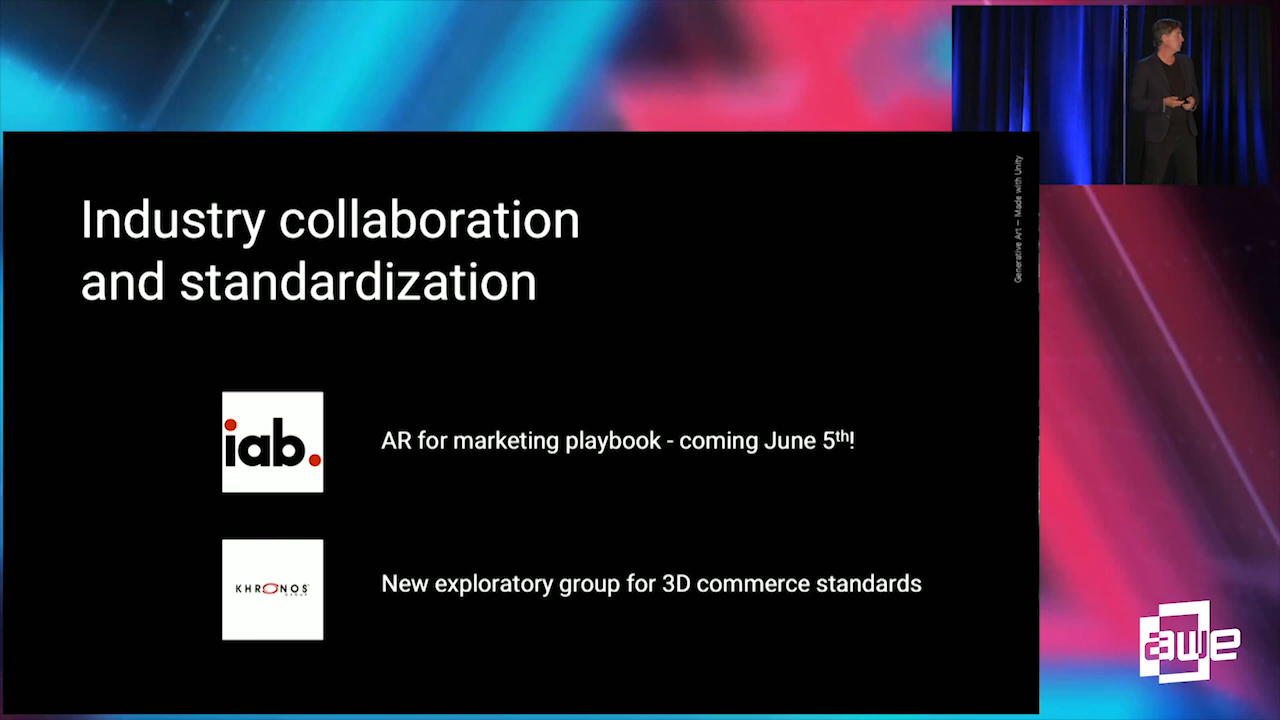 Industry collaboration
and standardization
Generative Art — Made with Unity
iab.
AR for marketing playbook - coming June 5th!
KHRONOS
GROUP
New exploratory group for 3D commerce standards
awe